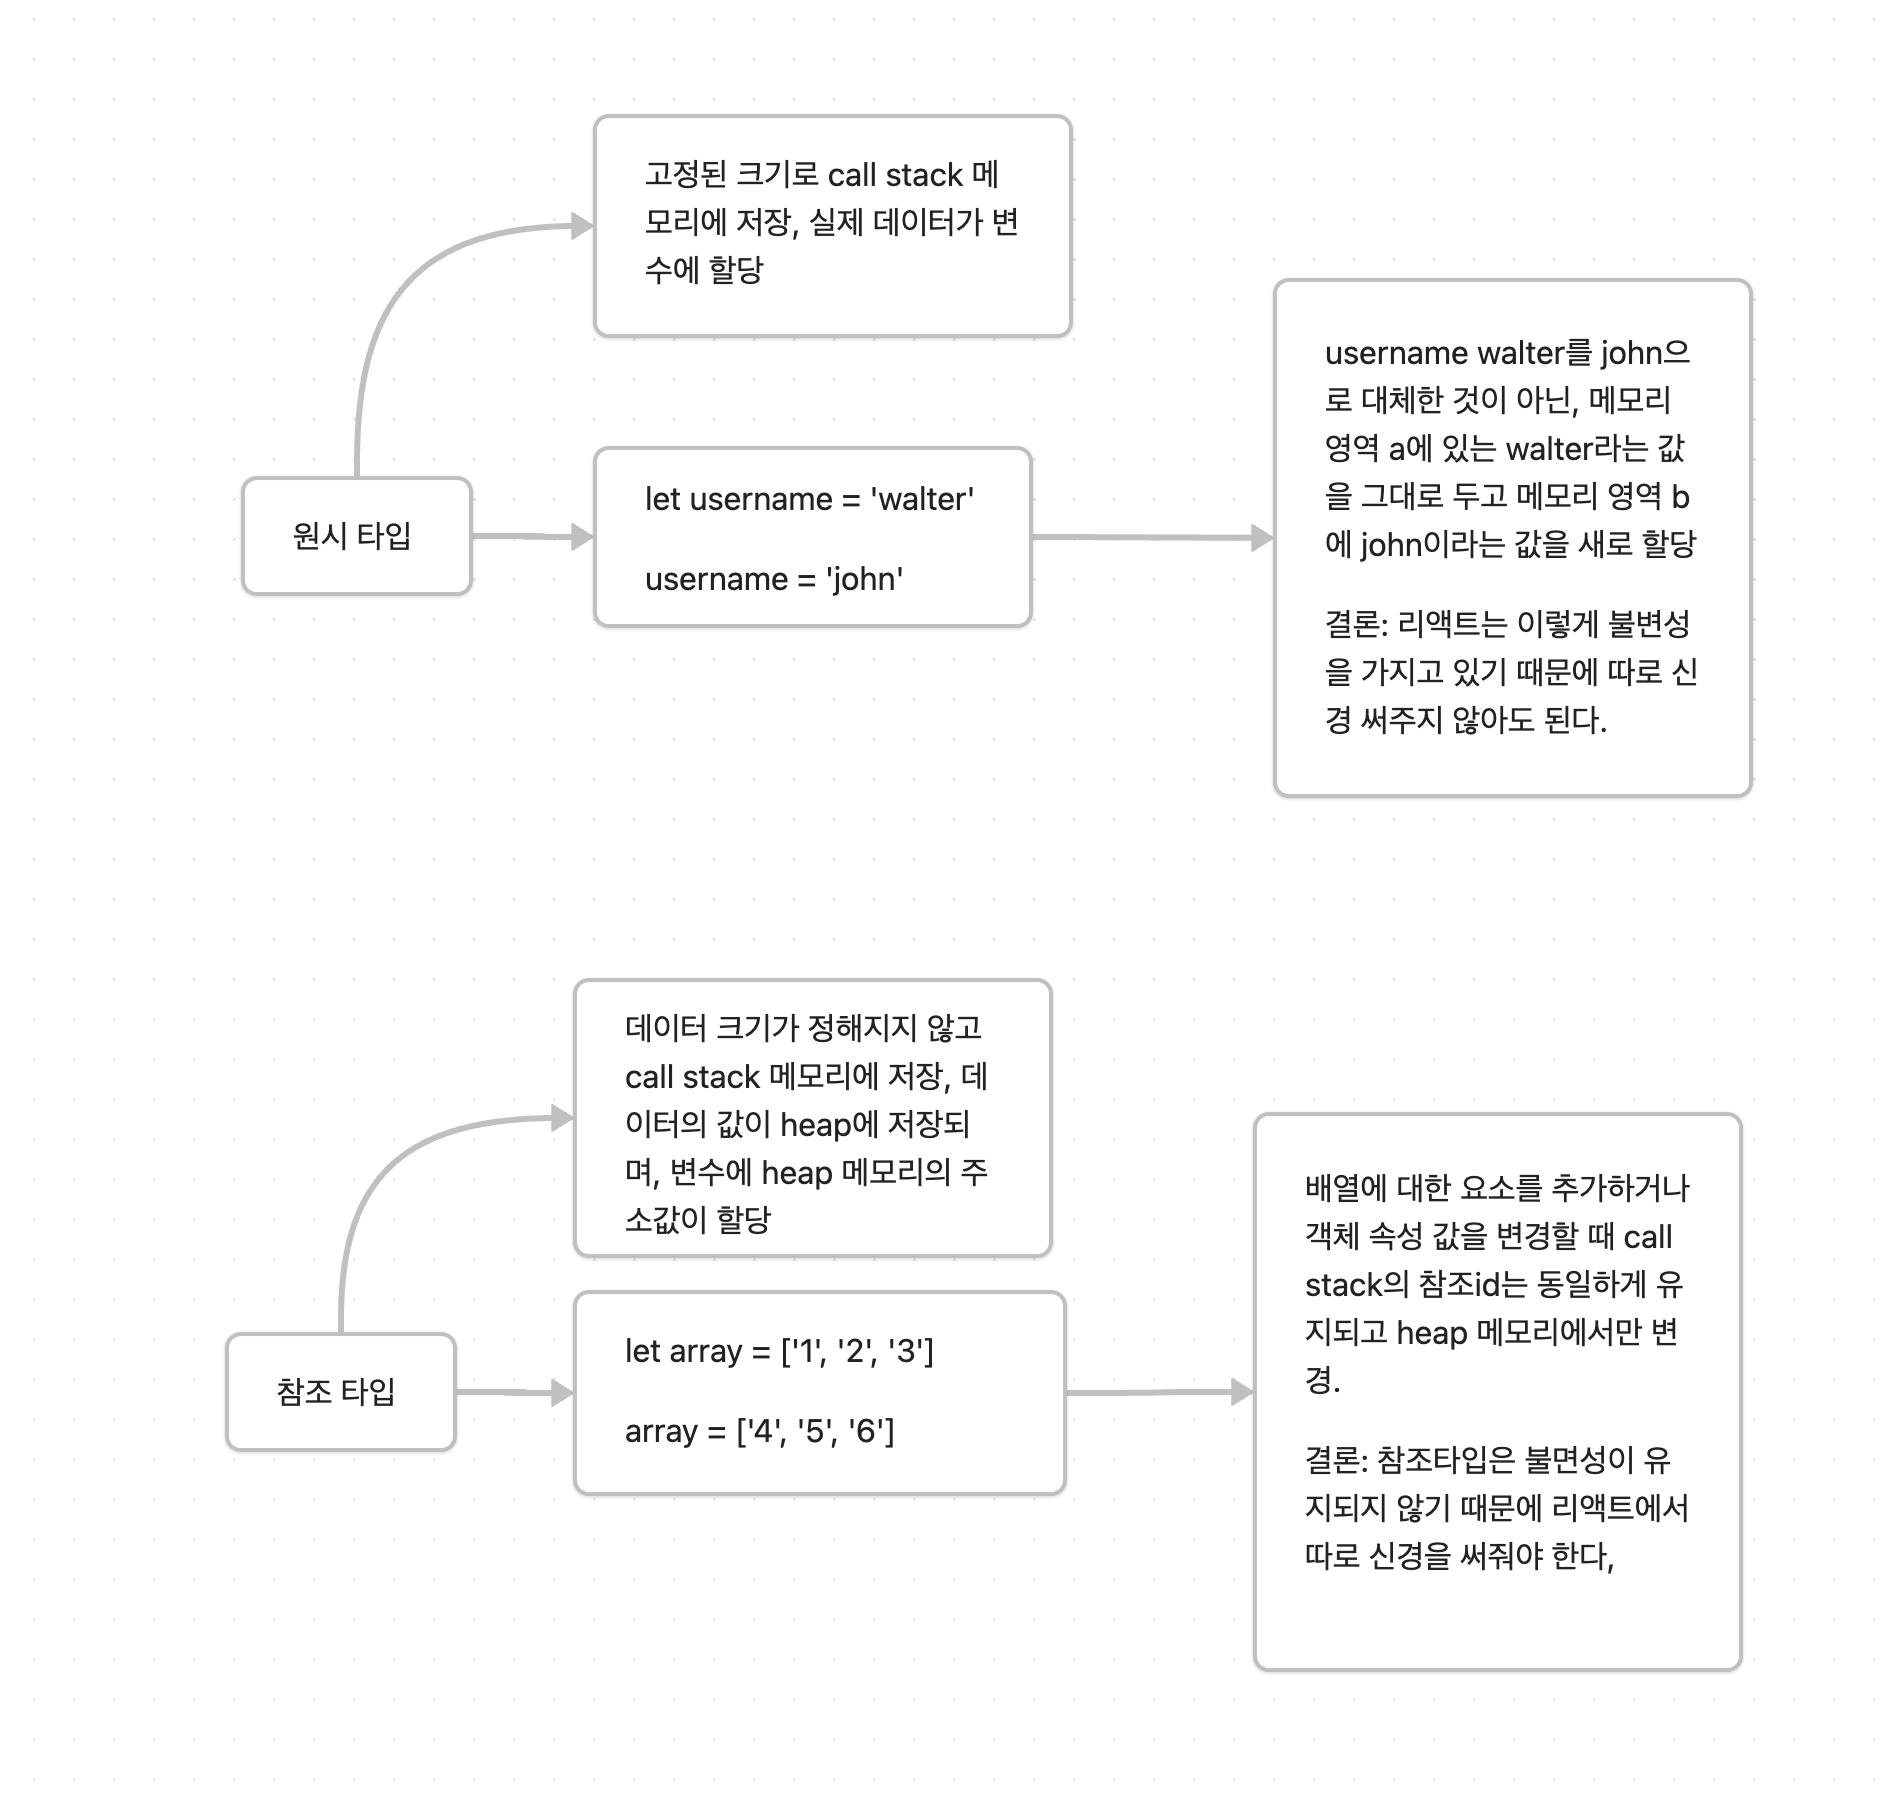 고정된 크기로 call stack 메
모리에 저장, 실제 데이터가 변
수에 할당
원시 타입
let username = 'walter'
username = 'john'
username walter를 john으
로 대체한 것이 아닌, 메모리
영역 a에 있는 walter라는 값
을 그대로 두고 메모리 영역 b
에 john이라는 값을 새로 할당
결론: 리액트는 이렇게 불변성
을 가지고 있기 때문에 따로 신
경 써주지 않아도 된다.
데이터 크기가 정해지지 않고
call stack 메모리에 저장, 데
이터의 값이 heap에 저장되
며, 변수에 heap 메모리의 주
소값이 할당
참조 타입
let array = ['1', '2', '3']
array = ['4', '5', '6']
배열에 대한 요소를 추가하거나
객체 속성 값을 변경할 때 call
stack의 참조id는 동일하게 유
지되고 heap 메모리에서만 변
경.
결론: 참조타입은 불면성이 유
지되지 않기 때문에 리액트에서
따로 신경을 써줘야 한다,